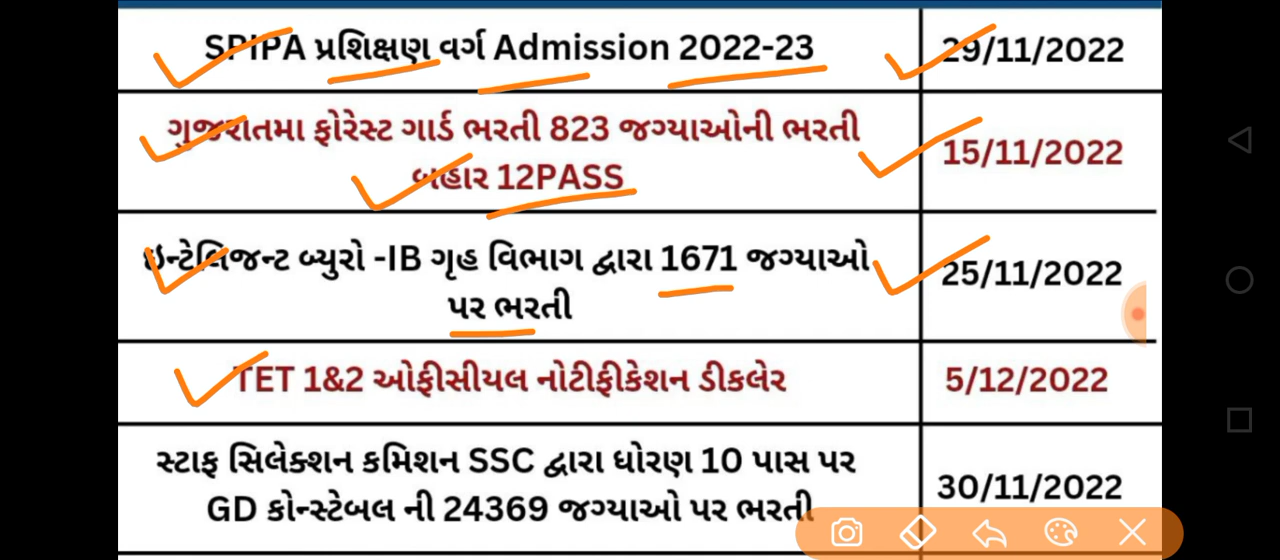 SPIPA પ્રશિક્ષણ વર્ગ Admission 2022-23
29/11/2022
ગુજરાતમા ફોરેસ્ટ ગાર્ડ ભરતી 823 જગ્યાઓની ભરતી
બહાર 12PASS
15/11/2022
ઇન્ટેલિજન્ટ બ્યુરો -IB ગૃહ વિભાગ દ્વારા 1671 જગ્યાઓ
પર ભરતી
25/11/2022
TET 1&2 ઓફીસીયલ નોટીફીકેશન ડીકલેર
5/12/2022
સ્ટાફ સિલેક્શન કમિશન SSC દ્વારા ધોરણ 10 પાસ પર
GD કોન્સ્ટેબલ ની 24369 જગ્યાઓ પર ભરતી
30/11/2022